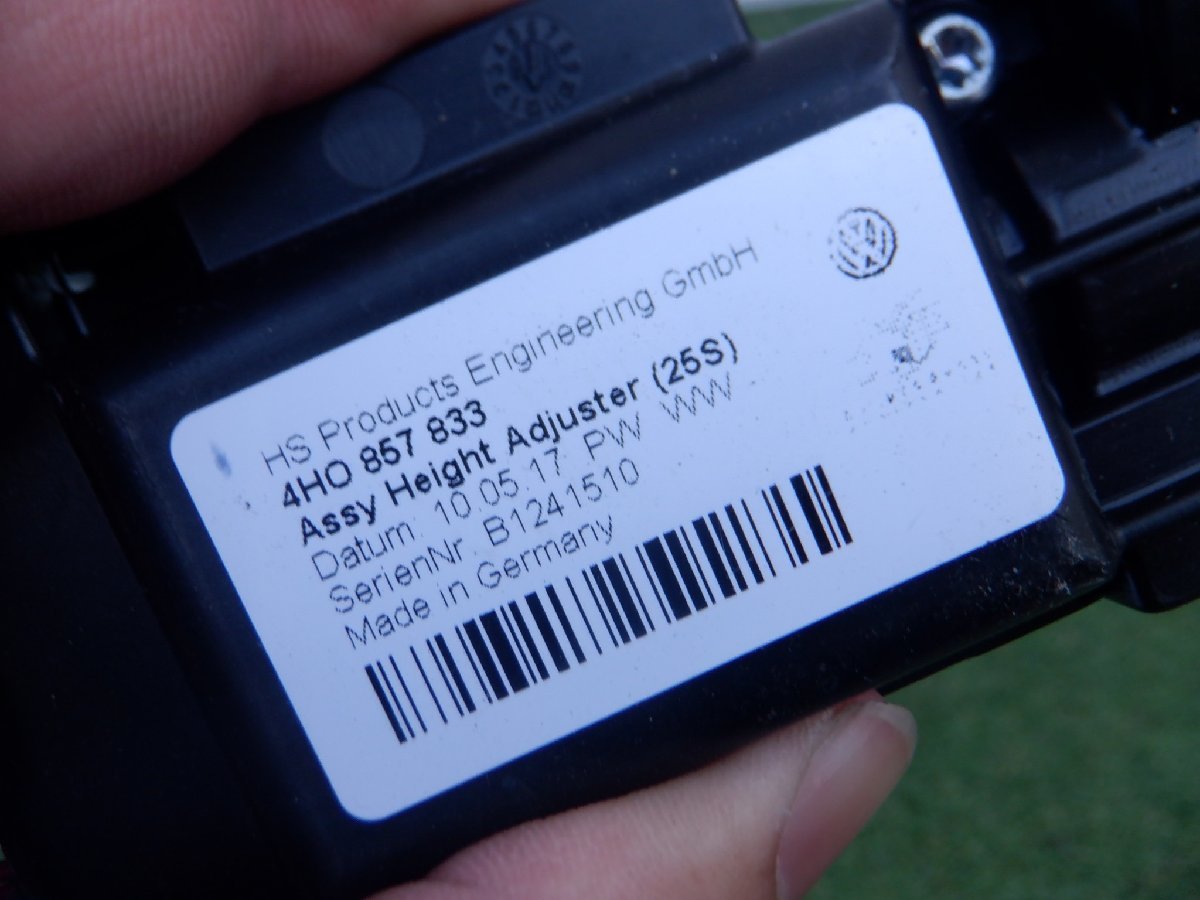 HS Products Engineering GmbH
4H0 857 833
Assy Height Adjuster (25S)
Datum: 10.05.17 PW WW
SerienNr. B1241510
Made in Germany